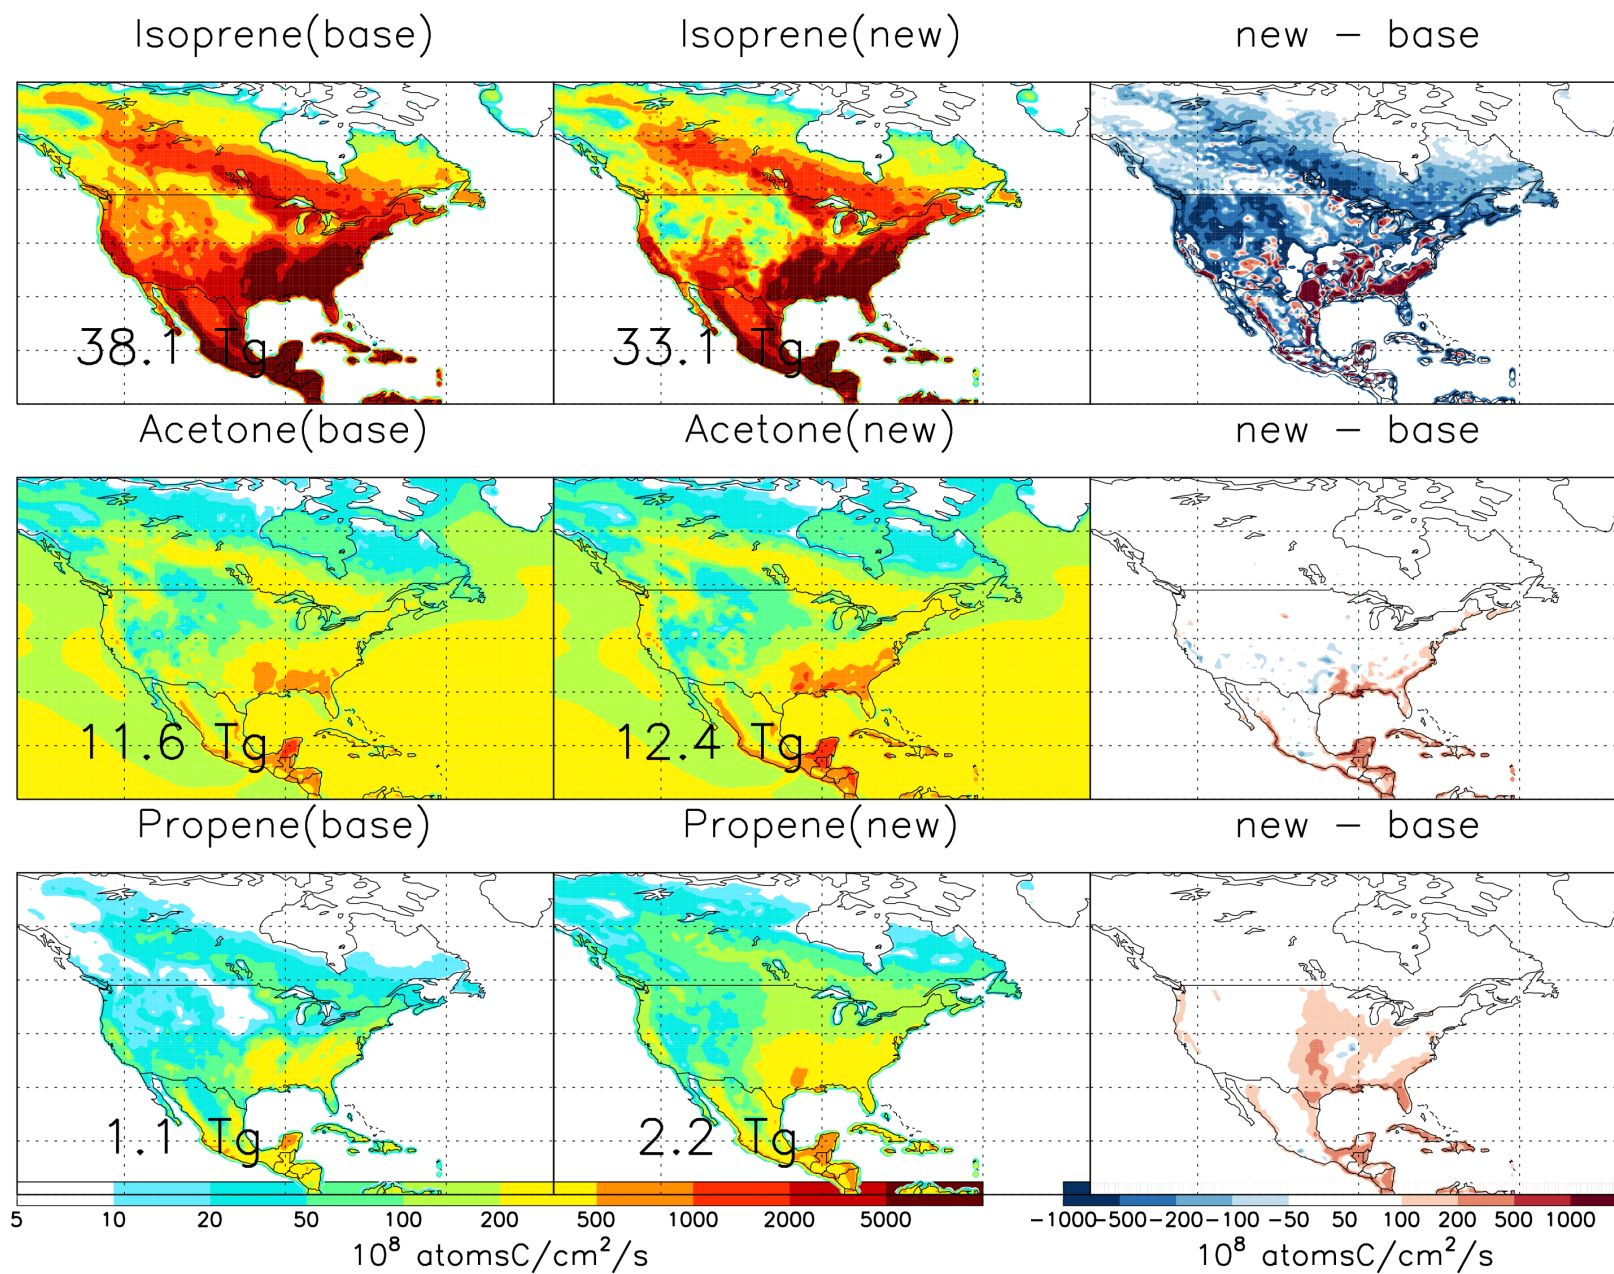 Isoprene(base) Isoprene(new) new − base
38.1 Tg 33.1 Tg
Acetone(base) Acetone(new) new − base
11.6 Tg 12.4 Tg
Propene(base) Propene(new) new − base
1.1 Tg 2.2 Tg
5 10 20 50 100 200 500 1000 2000 5000 −1000 −500 −200 −100 −50 50 100 200 500 1000
10⁸ atomsC/cm²/s 10⁸ atomsC/cm²/s